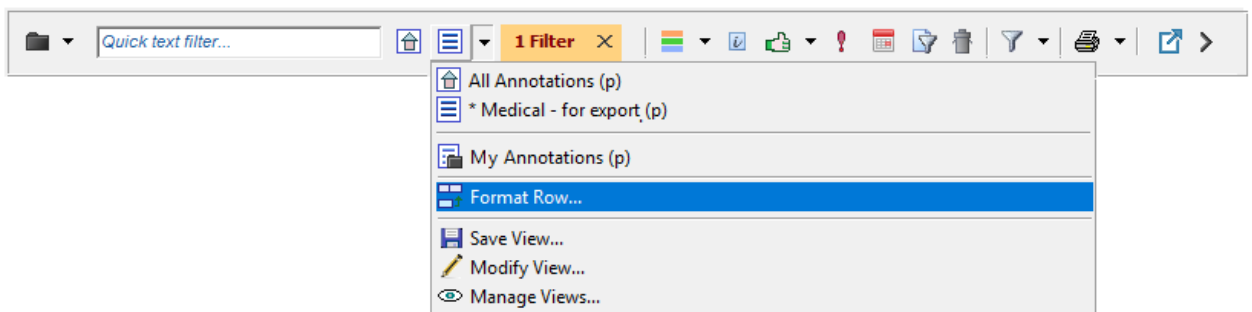 Quick text filter...
1 Filter
All Annotations (p)
* Medical - for export (p)
My Annotations (p)
Format Row...
Save View...
Modify View...
Manage Views...